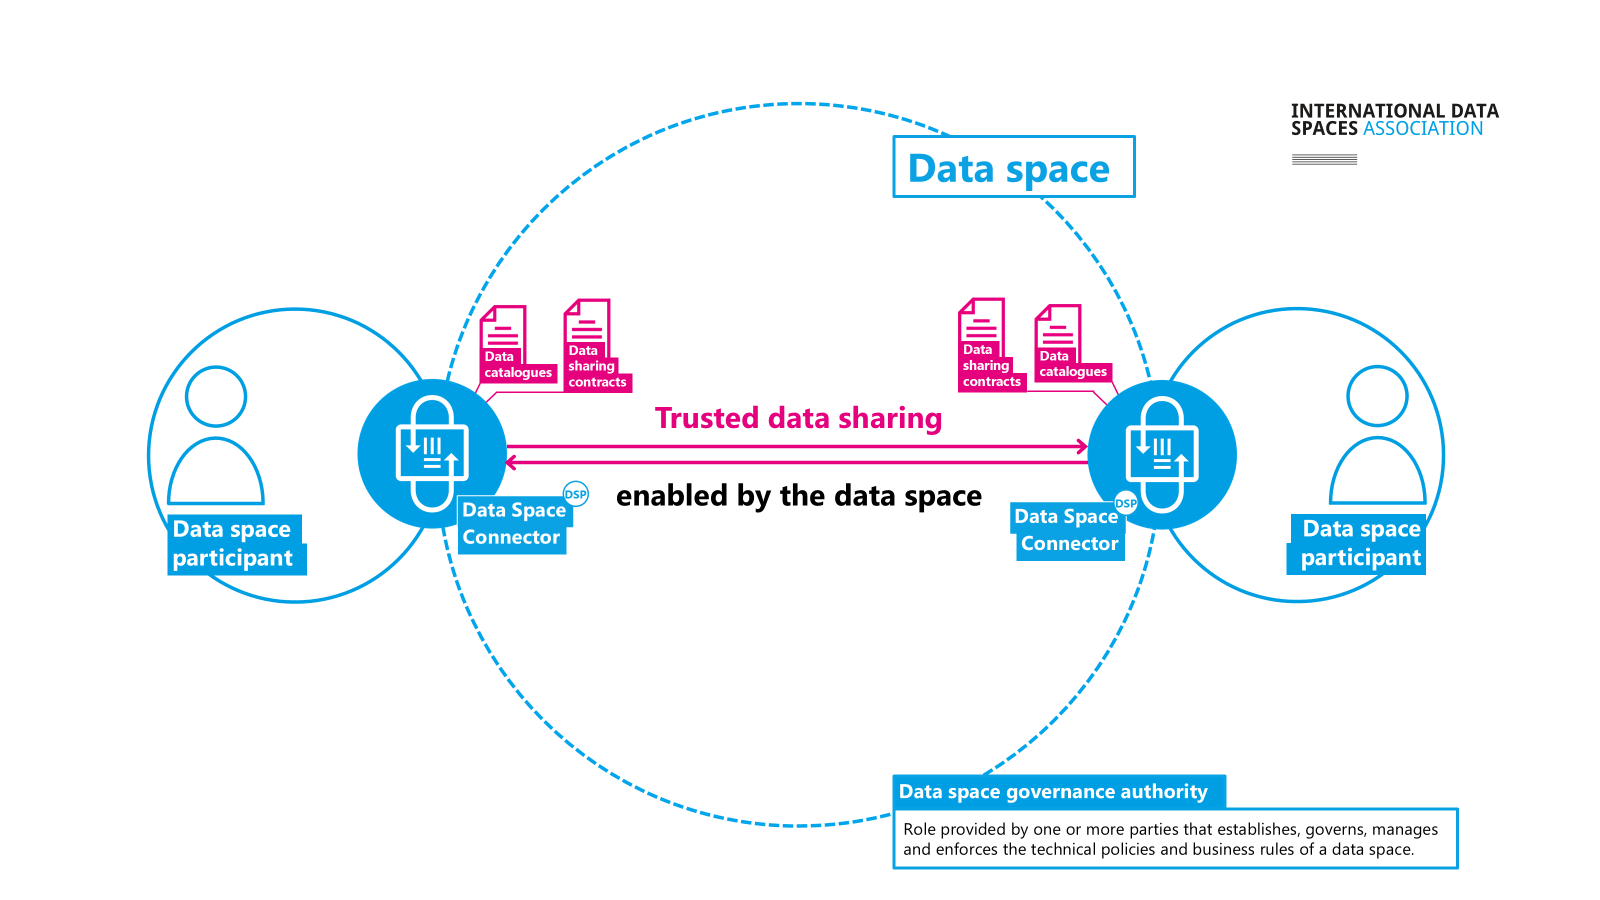 INTERNATIONAL DATA
SPACES ASSOCIATION
Data space
Data
catalogues
Data
sharing
contracts
Data
sharing
contracts
Data
catalogues
Trusted data sharing
enabled by the data space
DSP
Data Space
Connector
DSP
Data Space
Connector
Data space
participant
Data space
participant
Data space governance authority
Role provided by one or more parties that establishes, governs, manages
and enforces the technical policies and business rules of a data space.